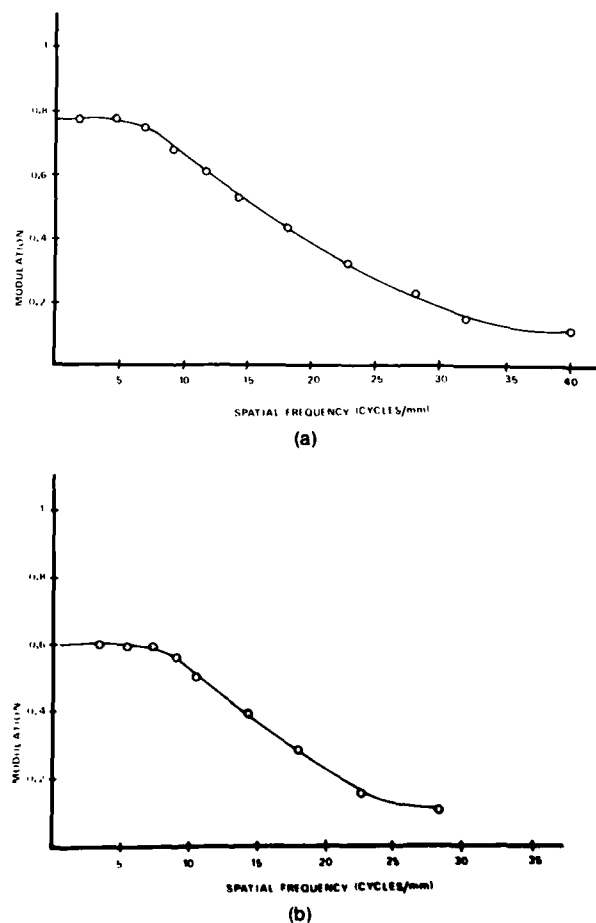 1
0.8
0.6
0.4
0.2
MODULATION
5 10 15 20 25 30 35 40
SPATIAL FREQUENCY (CYCLES/mm)
(a)
1
0.8
0.6
0.4
0.2
MODULATION
5 10 15 20 25 30 35
SPATIAL FREQUENCY (CYCLES/mm)
(b)